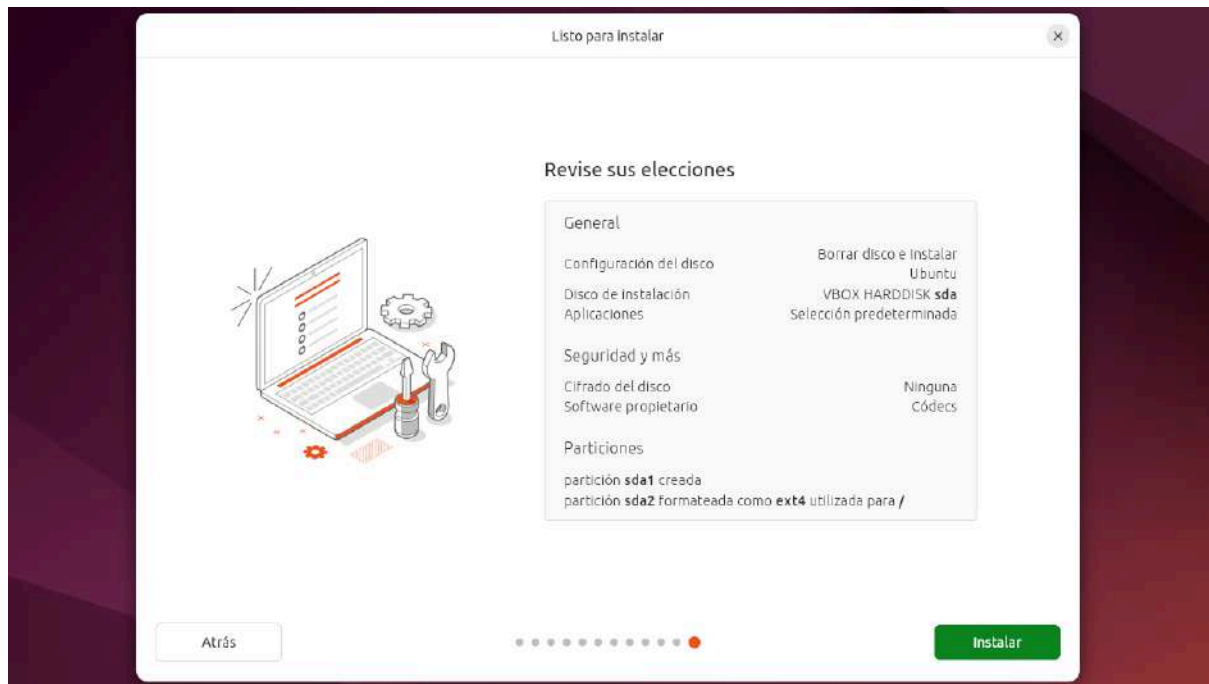 Listo para instalar
Revise sus elecciones
General
Configuración del disco Borrar disco e instalar
Ubuntu
Disco de instalación VBOX HARDDISK sda
Aplicaciones Selección predeterminada
Seguridad y más
Cifrado del disco Ninguna
Software propietario Códecs
Particiones
partición sda1 creada
partición sda2 formateada como ext4 utilizada para /
Atrás Instalar